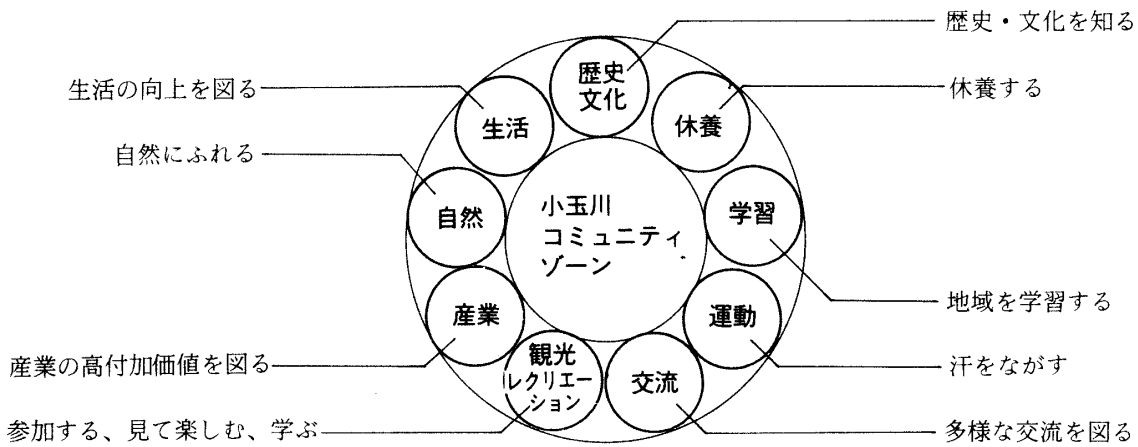 歴史・文化を知る
歴史
文化
生活の向上を図る
休養する
生活
休養
自然にふれる
自然
学習
小玉川
コミュニティ
ゾーン
地域を学習する
産業
運動
産業の高付加価値を図る
観光
レクリエー
ション
交流
汗をながす
参加する、見て楽しむ、学ぶ
多様な交流を図る